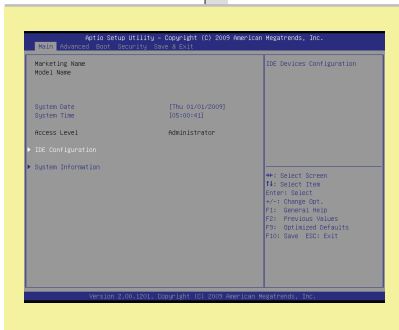 Aptio Setup Utility – Copyright (C) 2009 American Megatrends, Inc.
Main Advanced Boot Security Save & Exit
Marketing Name
Model Name
IDE Devices Configuration
System Date [Thu 01/01/2009]
System Time [05:00:41]
Access Level Administrator
▶ IDE Configuration
▶ System Information
↔: Select Screen
↑↓: Select Item
Enter: Select
+/-: Change Opt.
F1: General Help
F2: Previous Values
F9: Optimized Defaults
F10: Save ESC: Exit
Version 2.00.1201. Copyright (C) 2009 American Megatrends, Inc.